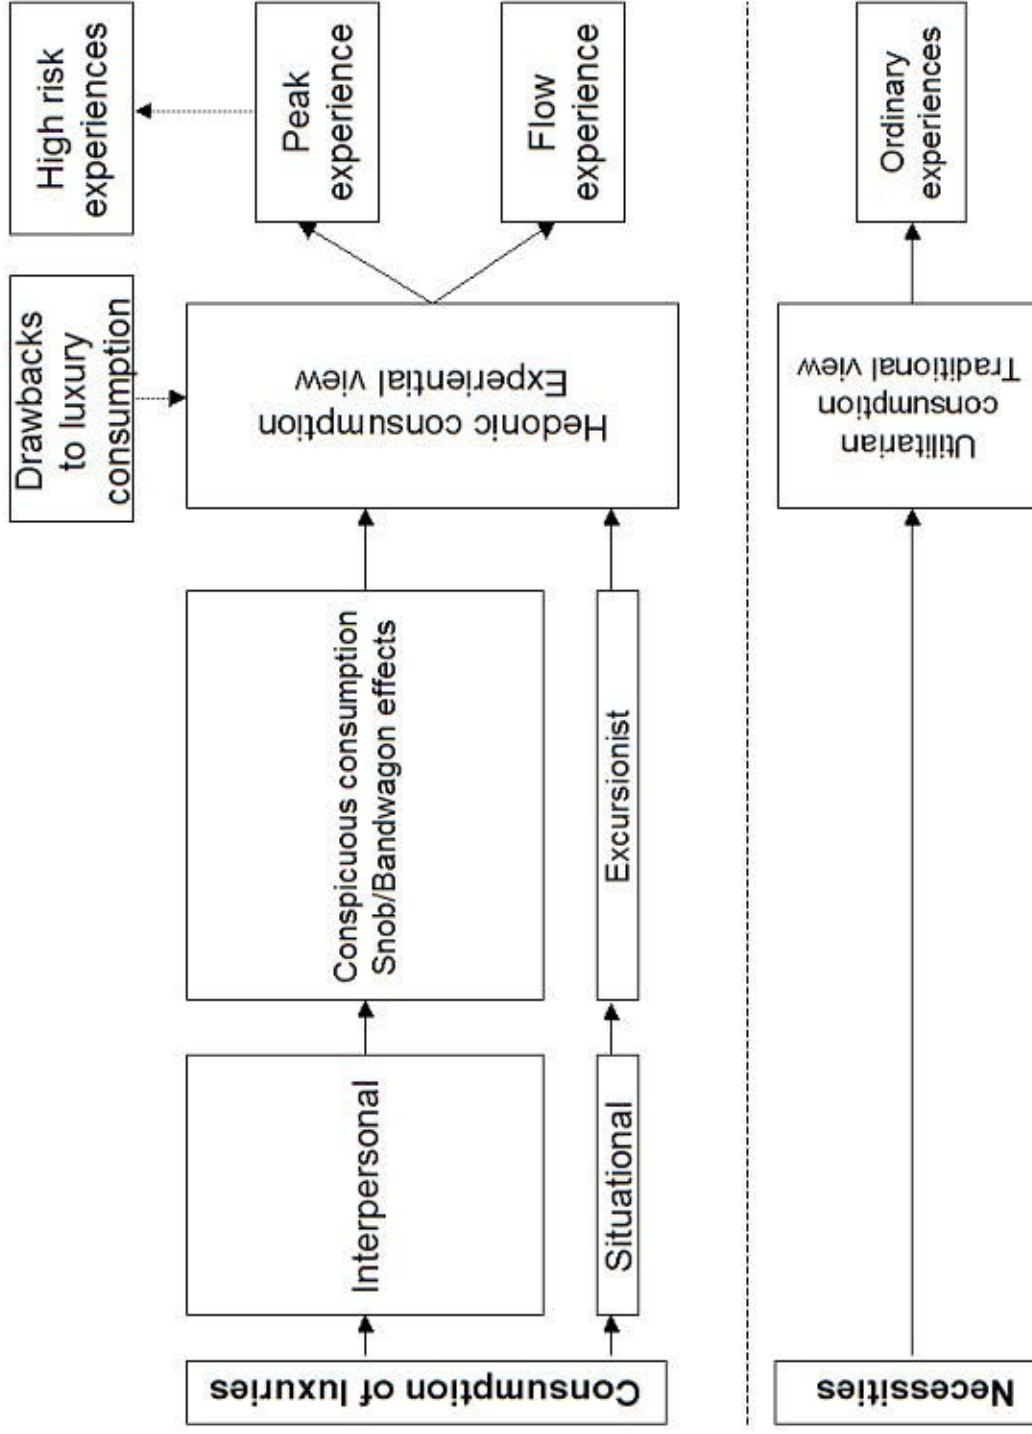 Consumption of luxuries
Interpersonal
Situational
Conspicuous consumption
Snob/Bandwagon effects
Excursionist
Drawbacks
to luxury
consumption
Hedonic consumption
Experiential view
High risk
experiences
Peak
experience
Flow
experience
Necessities
Utilitarian
consumption
Traditional view
Ordinary
experiences